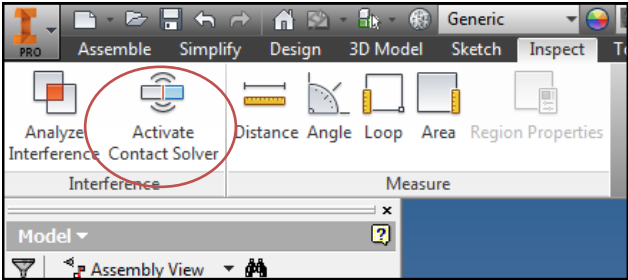 Generic
PRO Assemble Simplify Design 3D Model Sketch Inspect
Analyze Interference
Activate Contact Solver
Distance Angle Loop Area Region Properties
Interference Measure
Model
Assembly View